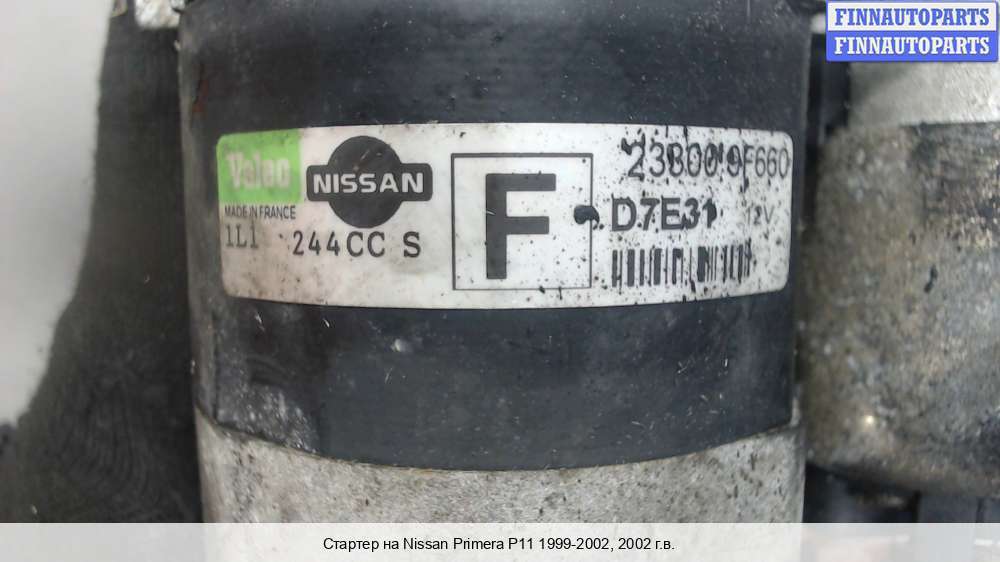 FINNAUTOPARTS
FINNAUTOPARTS
Valeo
NISSAN
MADE IN FRANCE
1L1 244CC S
F
23300 9F660
D7E31 12V
Стартер на Nissan Primera P11 1999-2002, 2002 г.в.